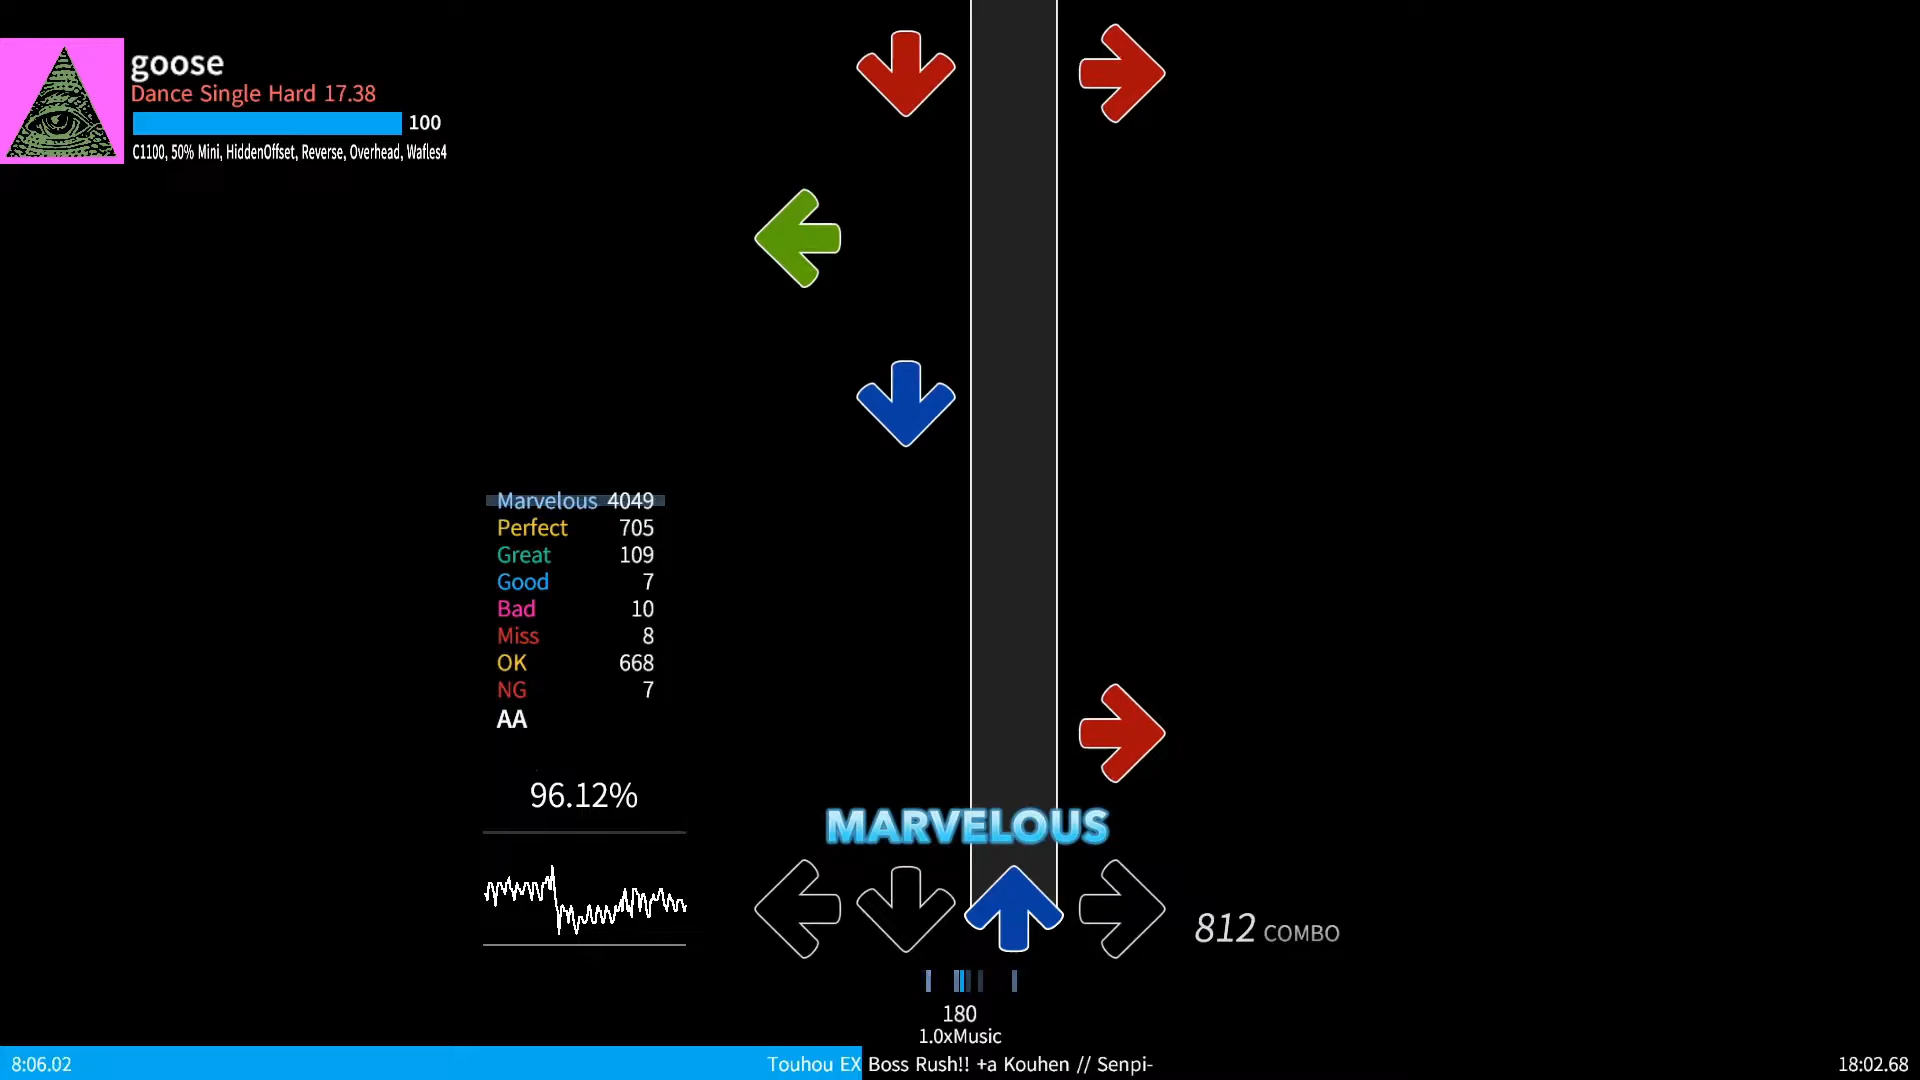 goose
Dance Single Hard 17.38
100
C1100, 50% Mini, HiddenOffset, Reverse, Overhead, Wafles4
Marvelous 4049
Perfect 705
Great 109
Good 7
Bad 10
Miss 8
OK 668
NG 7
AA
96.12%
MARVELOUS
812 COMBO
180
1.0xMusic
8:06.02
Touhou EX Boss Rush!! +a Kouhen // Senpi-
18:02.68